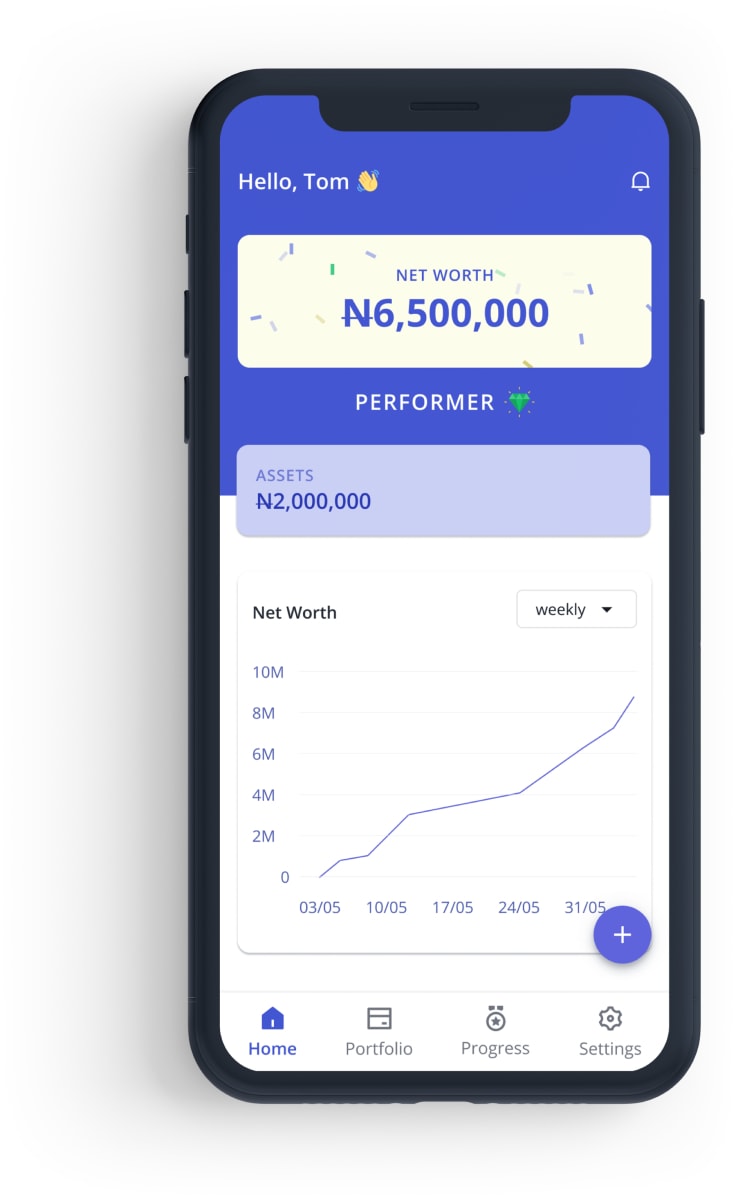 Hello, Tom 👋
NET WORTH
₦6,500,000
PERFORMER
ASSETS
₦2,000,000
Net Worth
weekly
10M
8M
6M
4M
2M
0
03/05 10/05 17/05 24/05 31/05
+
Home Portfolio Progress Settings